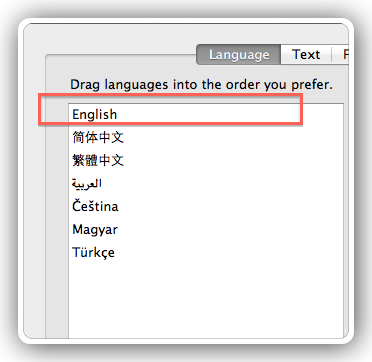 Language Text F
Drag languages into the order you prefer.
English
简体中文
繁體中文
العربية
Čeština
Magyar
Türkçe